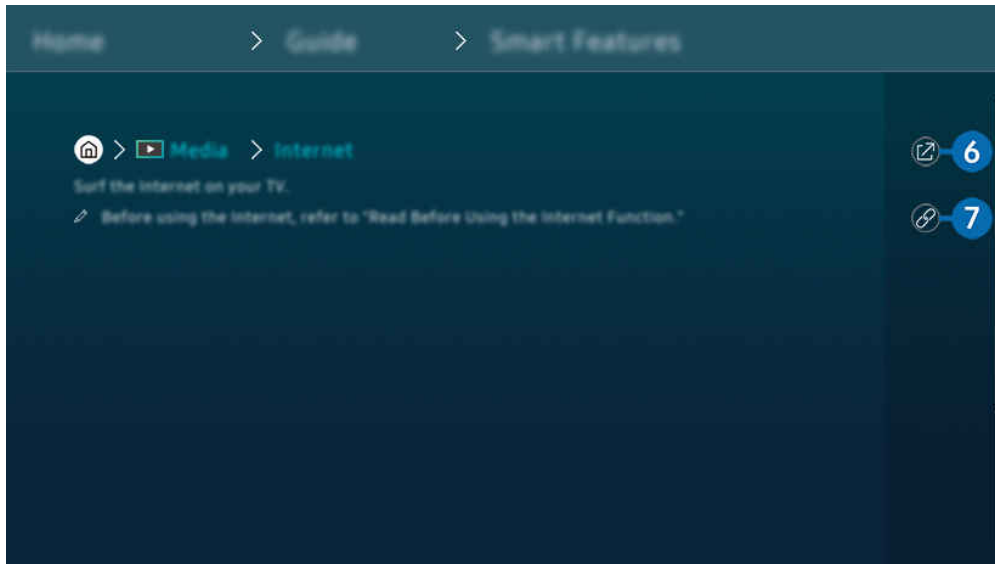 Home > Guide > Smart Features
> Media > Internet
Surf the Internet on your TV.
Before using the Internet, refer to "Read Before Using the Internet Function."
6
7